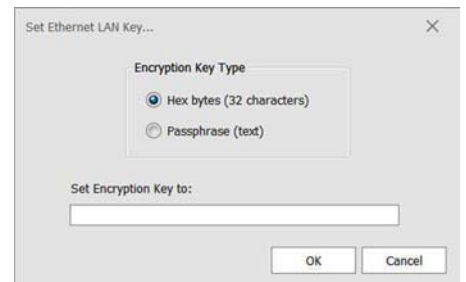 Set Ethernet LAN Key...
Encryption Key Type
Hex bytes (32 characters)
Passphrase (text)
Set Encryption Key to:
OK Cancel